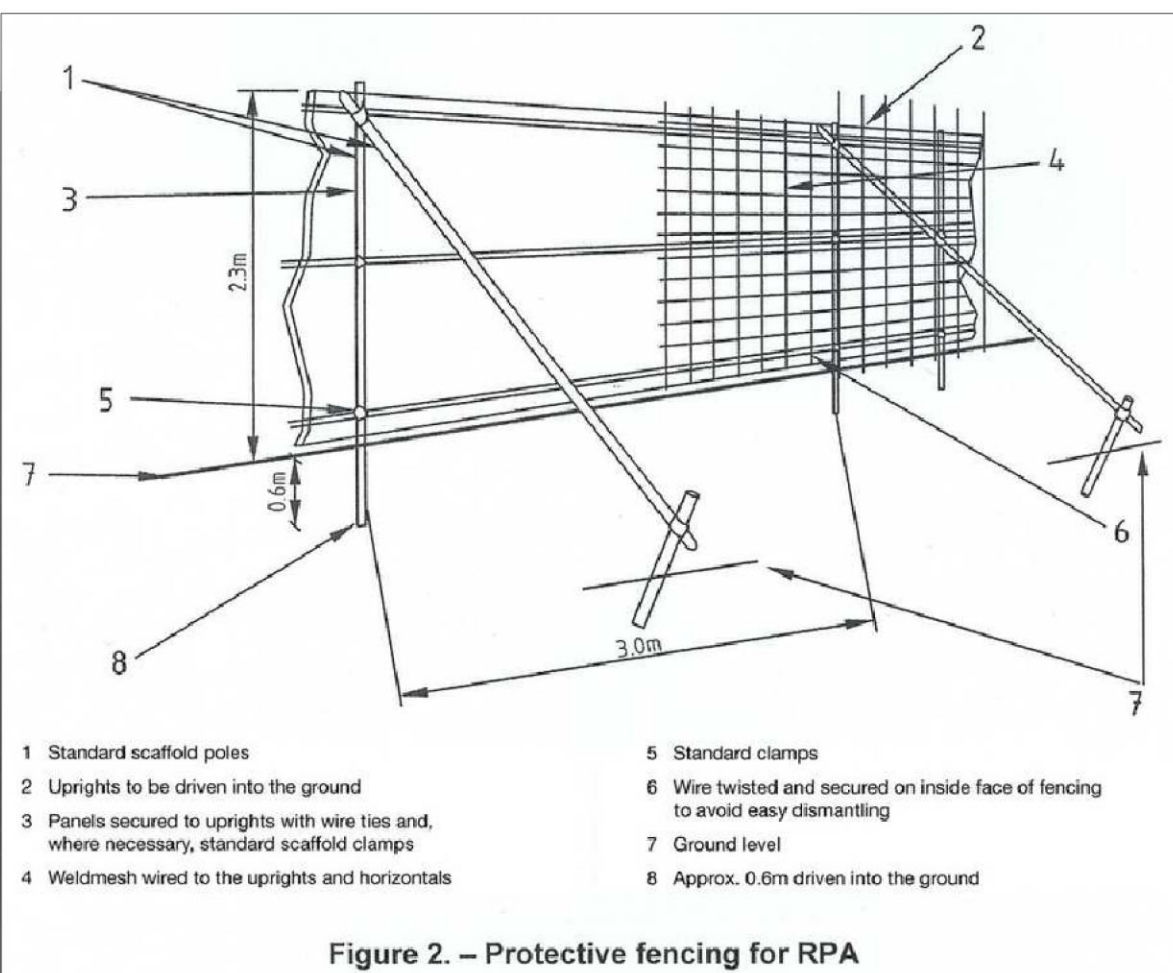 2
1
4
3
2.3m
5
7
0.6m
6
8
3.0m
7
1 Standard scaffold poles
2 Uprights to be driven into the ground
3 Panels secured to uprights with wire ties and,
where necessary, standard scaffold clamps
4 Weldmesh wired to the uprights and horizontals
5 Standard clamps
6 Wire twisted and secured on inside face of fencing
to avoid easy dismantling
7 Ground level
8 Approx. 0.6m driven into the ground
Figure 2. – Protective fencing for RPA